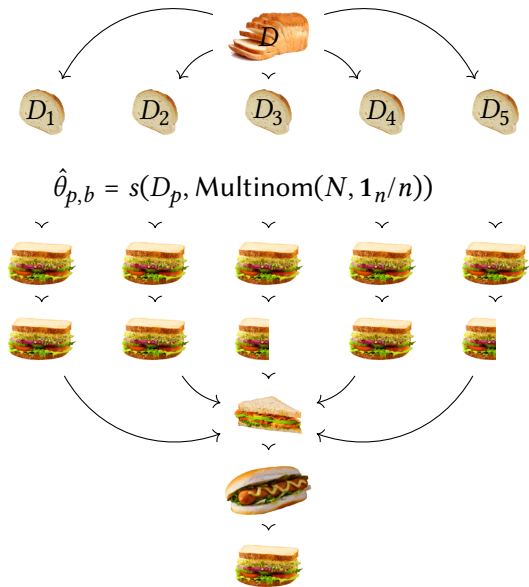 D
D₁ D₂ D₃ D₄ D₅
θ̂ₚ,b = s(Dₚ, Multinom(N, 𝟏ₙ/n))